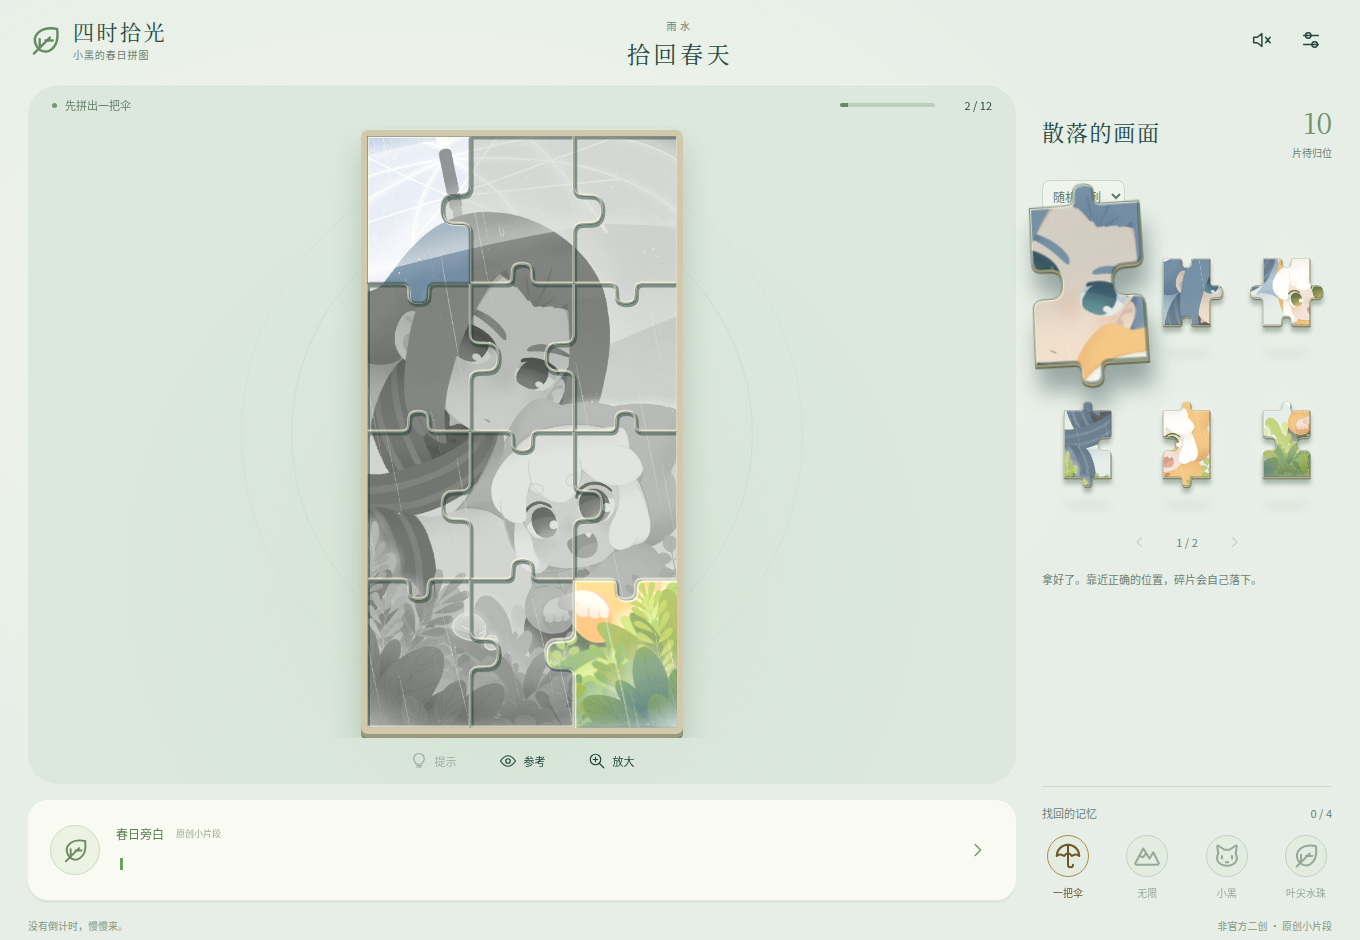 四时拾光
小黑的春日拼图
雨水
拾回春天
先拼出一把伞
2 / 12
散落的画面
10
片待归位
1 / 2
拿好了。靠近正确的位置，碎片会自己落下。
提示
参考
放大
春日旁白 原创小片段
找回的记忆
0 / 4
一把伞
无限
小黑
叶尖水珠
没有倒计时，慢慢来。
非官方二创 · 原创小片段